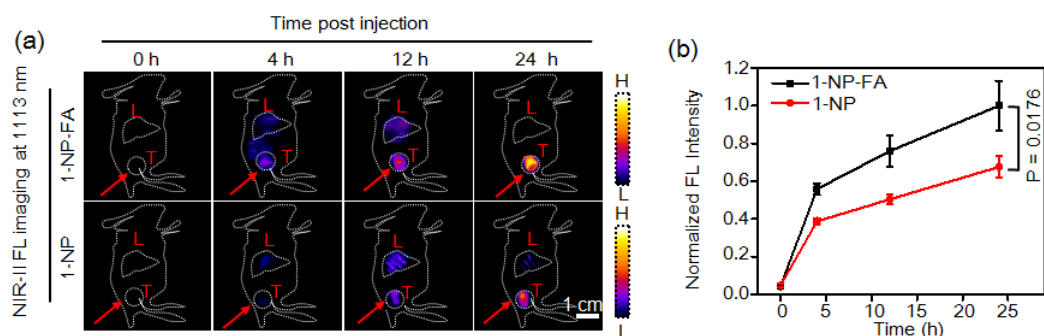 (a)
Time post injection
0 h 4 h 12 h 24 h
NIR-II FL imaging at 1113 nm
1-NP-FA
L L L L
T T T T
H
L
1-NP
L L L L
T T T T
1 cm
H
L
(b)
Normalized FL Intensity
1.2
1.0
0.8
0.6
0.4
0.2
0.0
1-NP-FA
1-NP
P = 0.0176
0 5 10 15 20 25
Time (h)